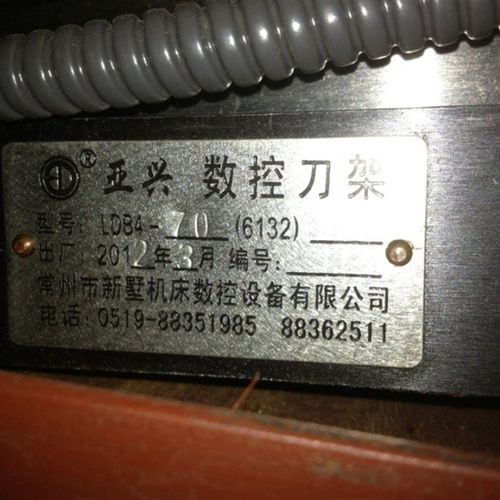 ® 亚兴 数控刀架
型号: LDB4-70 (6132)
出厂: 2012年3月 编号:
常州市新墅机床数控设备有限公司
电话: 0519-88351985 88362511